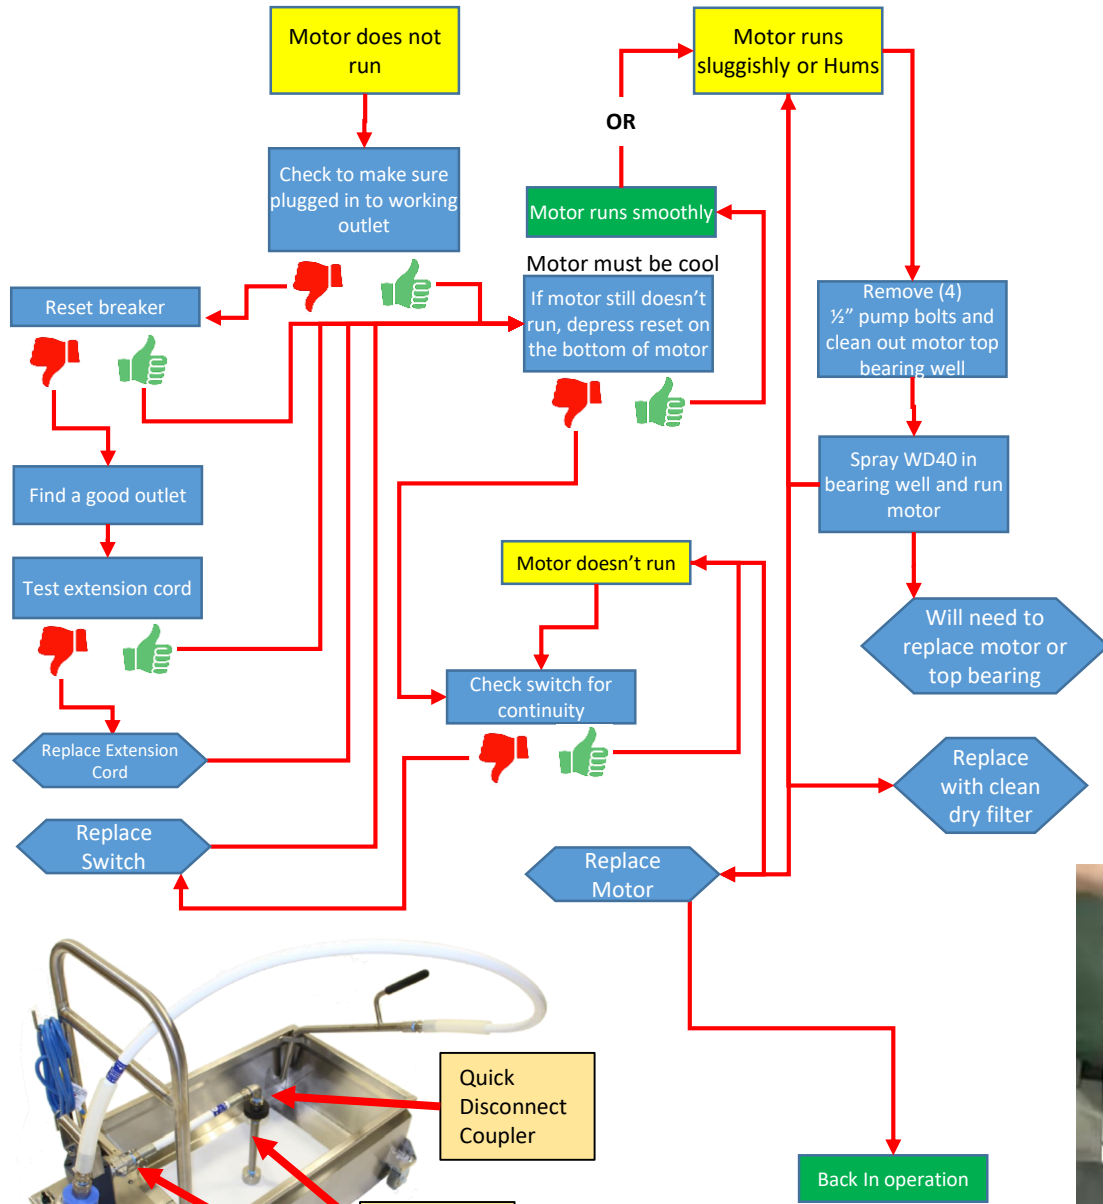 Motor does not
run
Motor runs
sluggishly or Hums
OR
Check to make sure
plugged in to working
outlet
Motor runs smoothly
Motor must be cool
If motor still doesn't
run, depress reset on
the bottom of motor
Reset breaker
Remove (4)
½” pump bolts and
clean out motor top
bearing well
Find a good outlet
Spray WD40 in
bearing well and run
motor
Test extension cord
Motor doesn't run
Will need to
replace motor or
top bearing
Check switch for
continuity
Replace Extension
Cord
Replace
with clean
dry filter
Replace
Switch
Replace
Motor
Quick
Disconnect
Coupler
Back In operation